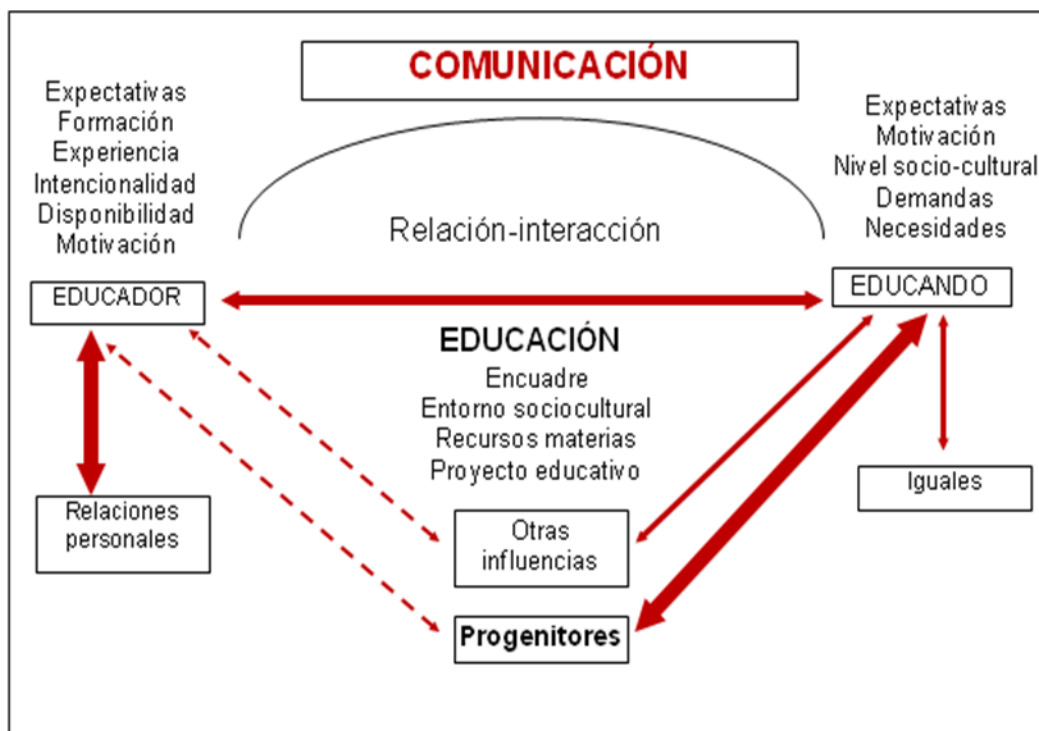 COMUNICACIÓN
Expectativas
Formación
Experiencia
Intencionalidad
Disponibilidad
Motivación
EDUCADOR
Expectativas
Motivación
Nivel socio-cultural
Demandas
Necesidades
EDUCANDO
Relación-interacción
EDUCACIÓN
Encuadre
Entorno sociocultural
Recursos materias
Proyecto educativo
Relaciones
personales
Otras
influencias
Iguales
Progenitores